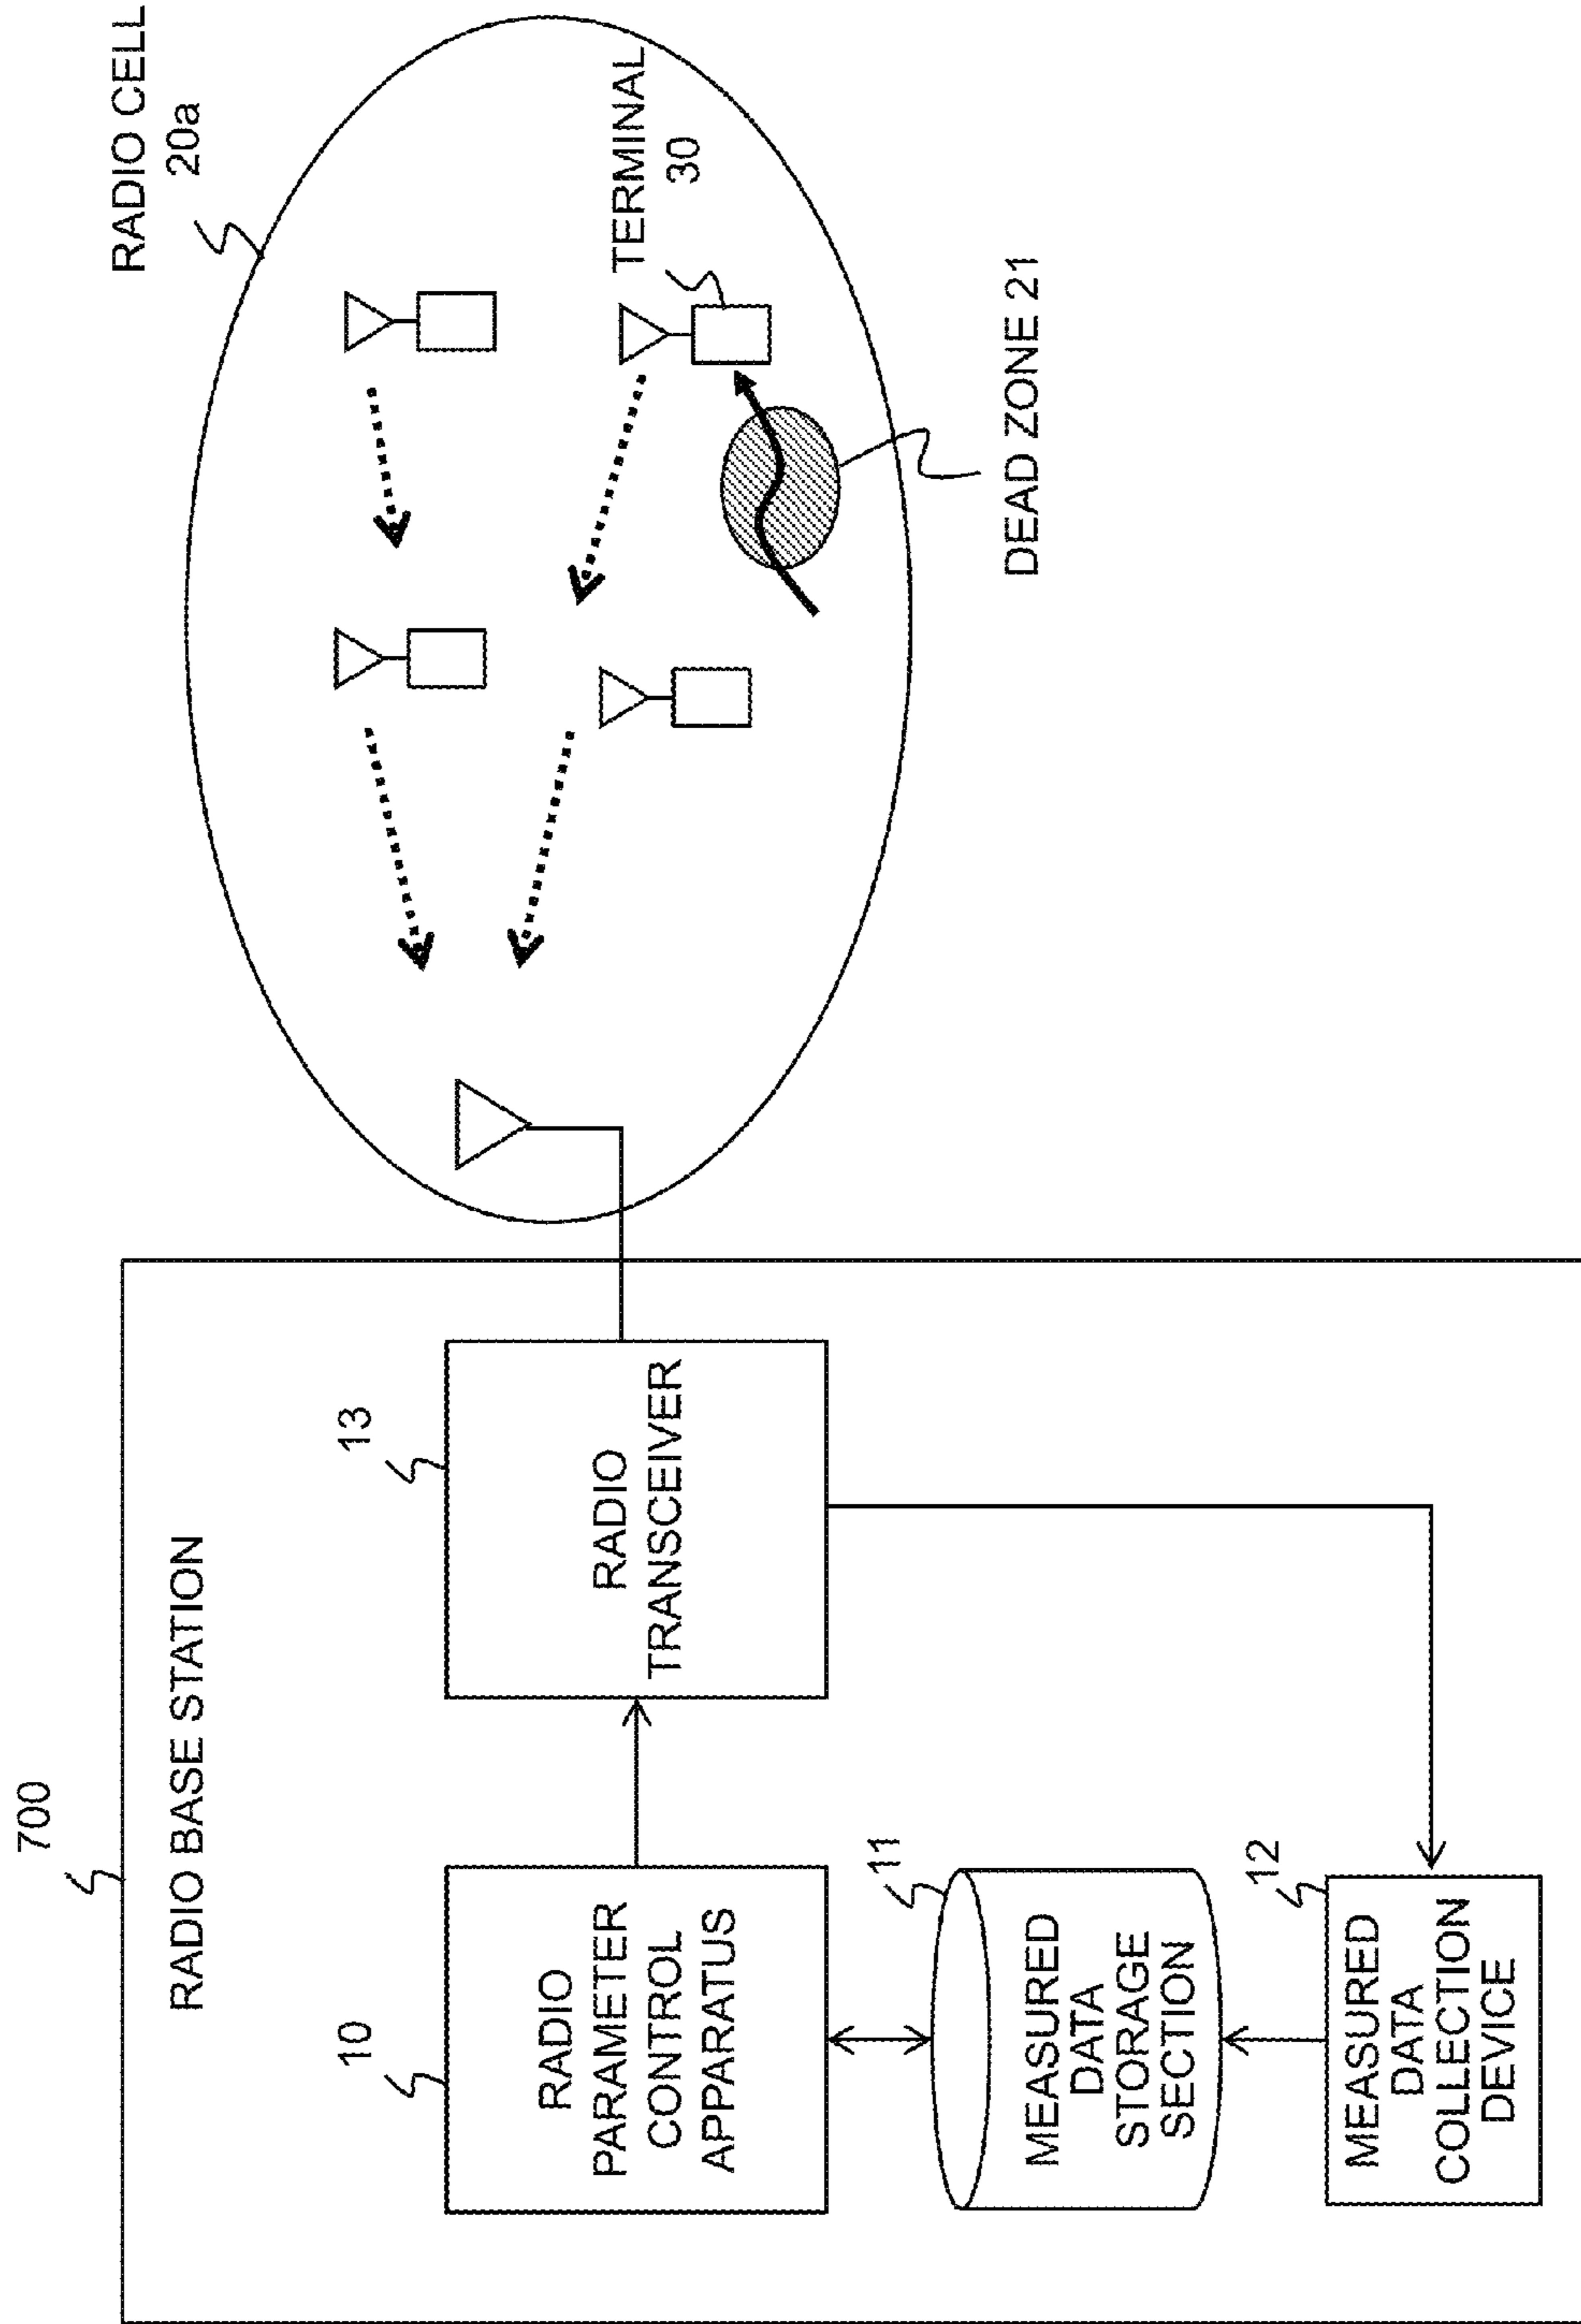 700
RADIO BASE STATION
10
RADIO
PARAMETER
CONTROL
APPARATUS
13
RADIO
TRANSCEIVER
11
MEASURED
DATA
STORAGE
SECTION
12
MEASURED
DATA
COLLECTION
DEVICE
RADIO CELL
20a
TERMINAL
30
DEAD ZONE 21